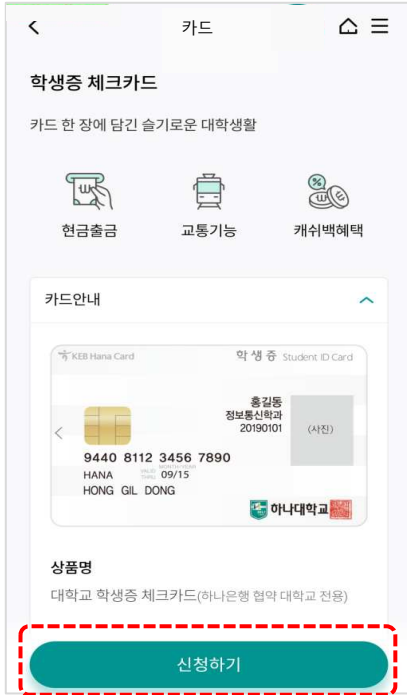 카드
학생증 체크카드
카드 한 장에 담긴 슬기로운 대학생활
현금출금 교통기능 캐쉬백혜택
카드안내
KEB Hana Card 학생증 Student ID Card
홍길동
정보통신학과
20190101
(사진)
9440 8112 3456 7890
MONTH/YEAR
HANA VALID THRU 09/15
HONG GIL DONG
하나대학교
상품명
대학교 학생증 체크카드(하나은행 협약 대학교 전용)
신청하기